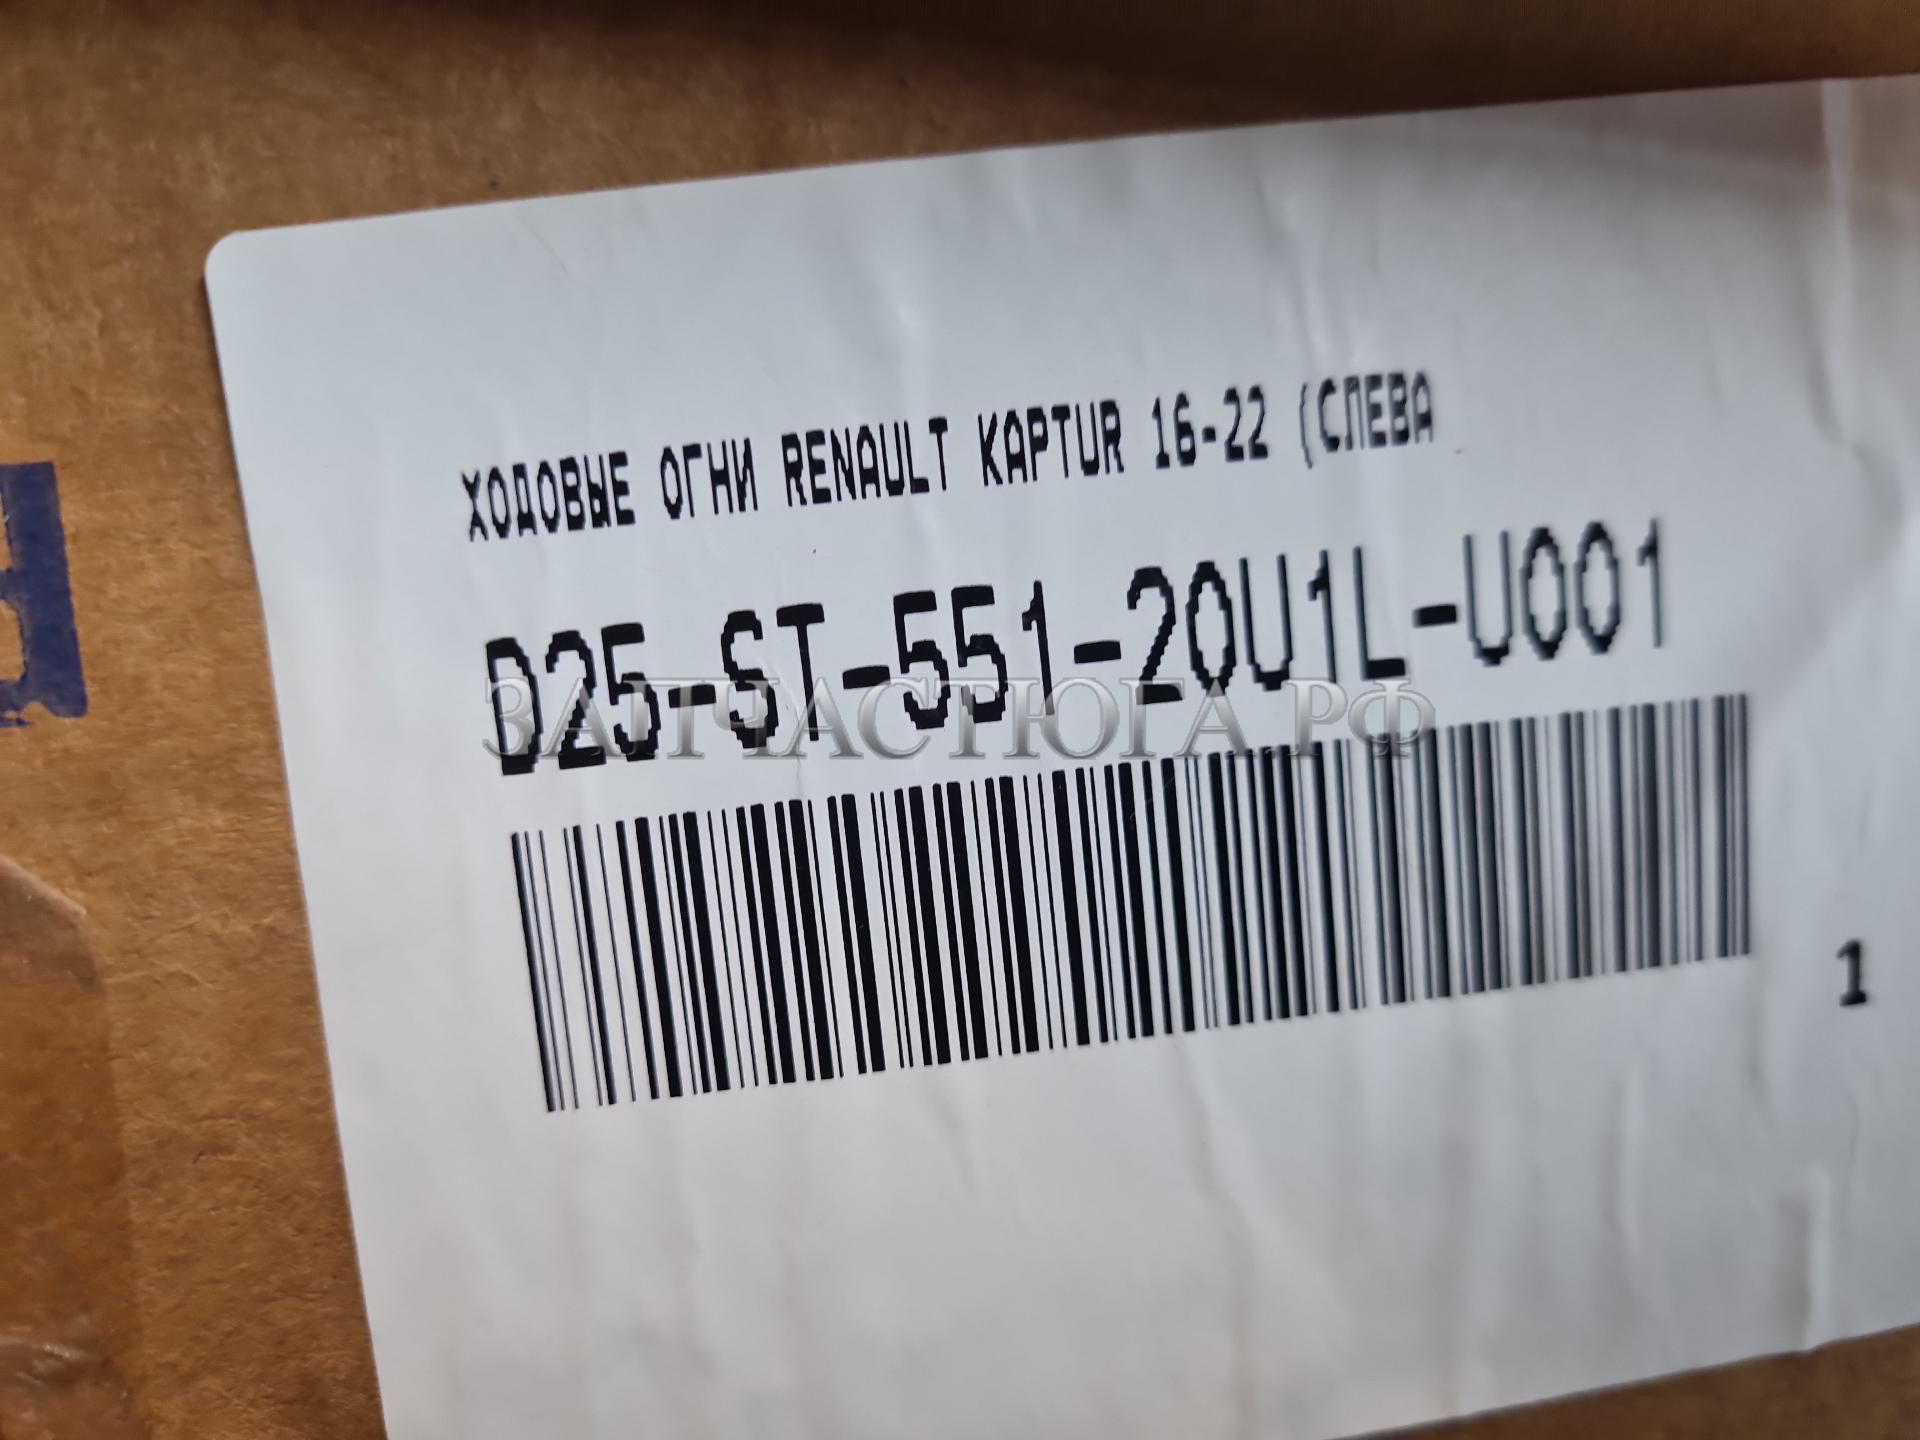 ХОДОВЫЕ ОГНИ RENAULT KAPTUR 16-22 (СЛЕВА
D25-ST-551-20U1L-U001
ЗАПЧАСТЮГА.РФ
1